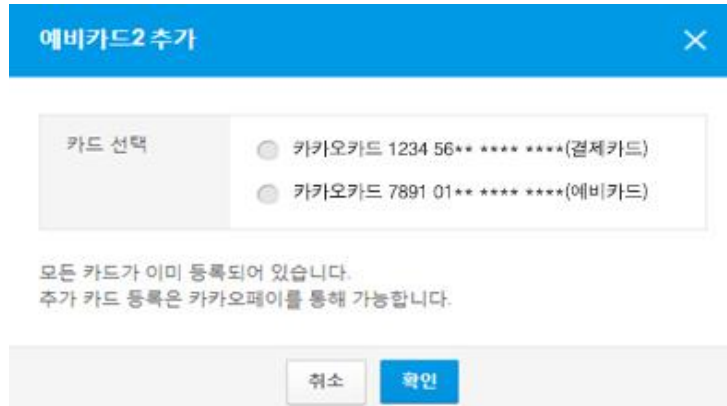 예비카드2 추가
카드 선택
카카오카드 1234 56** **** ****(결제카드)
카카오카드 7891 01** **** ****(예비카드)
모든 카드가 이미 등록되어 있습니다.
추가 카드 등록은 카카오페이를 통해 가능합니다.
취소 확인